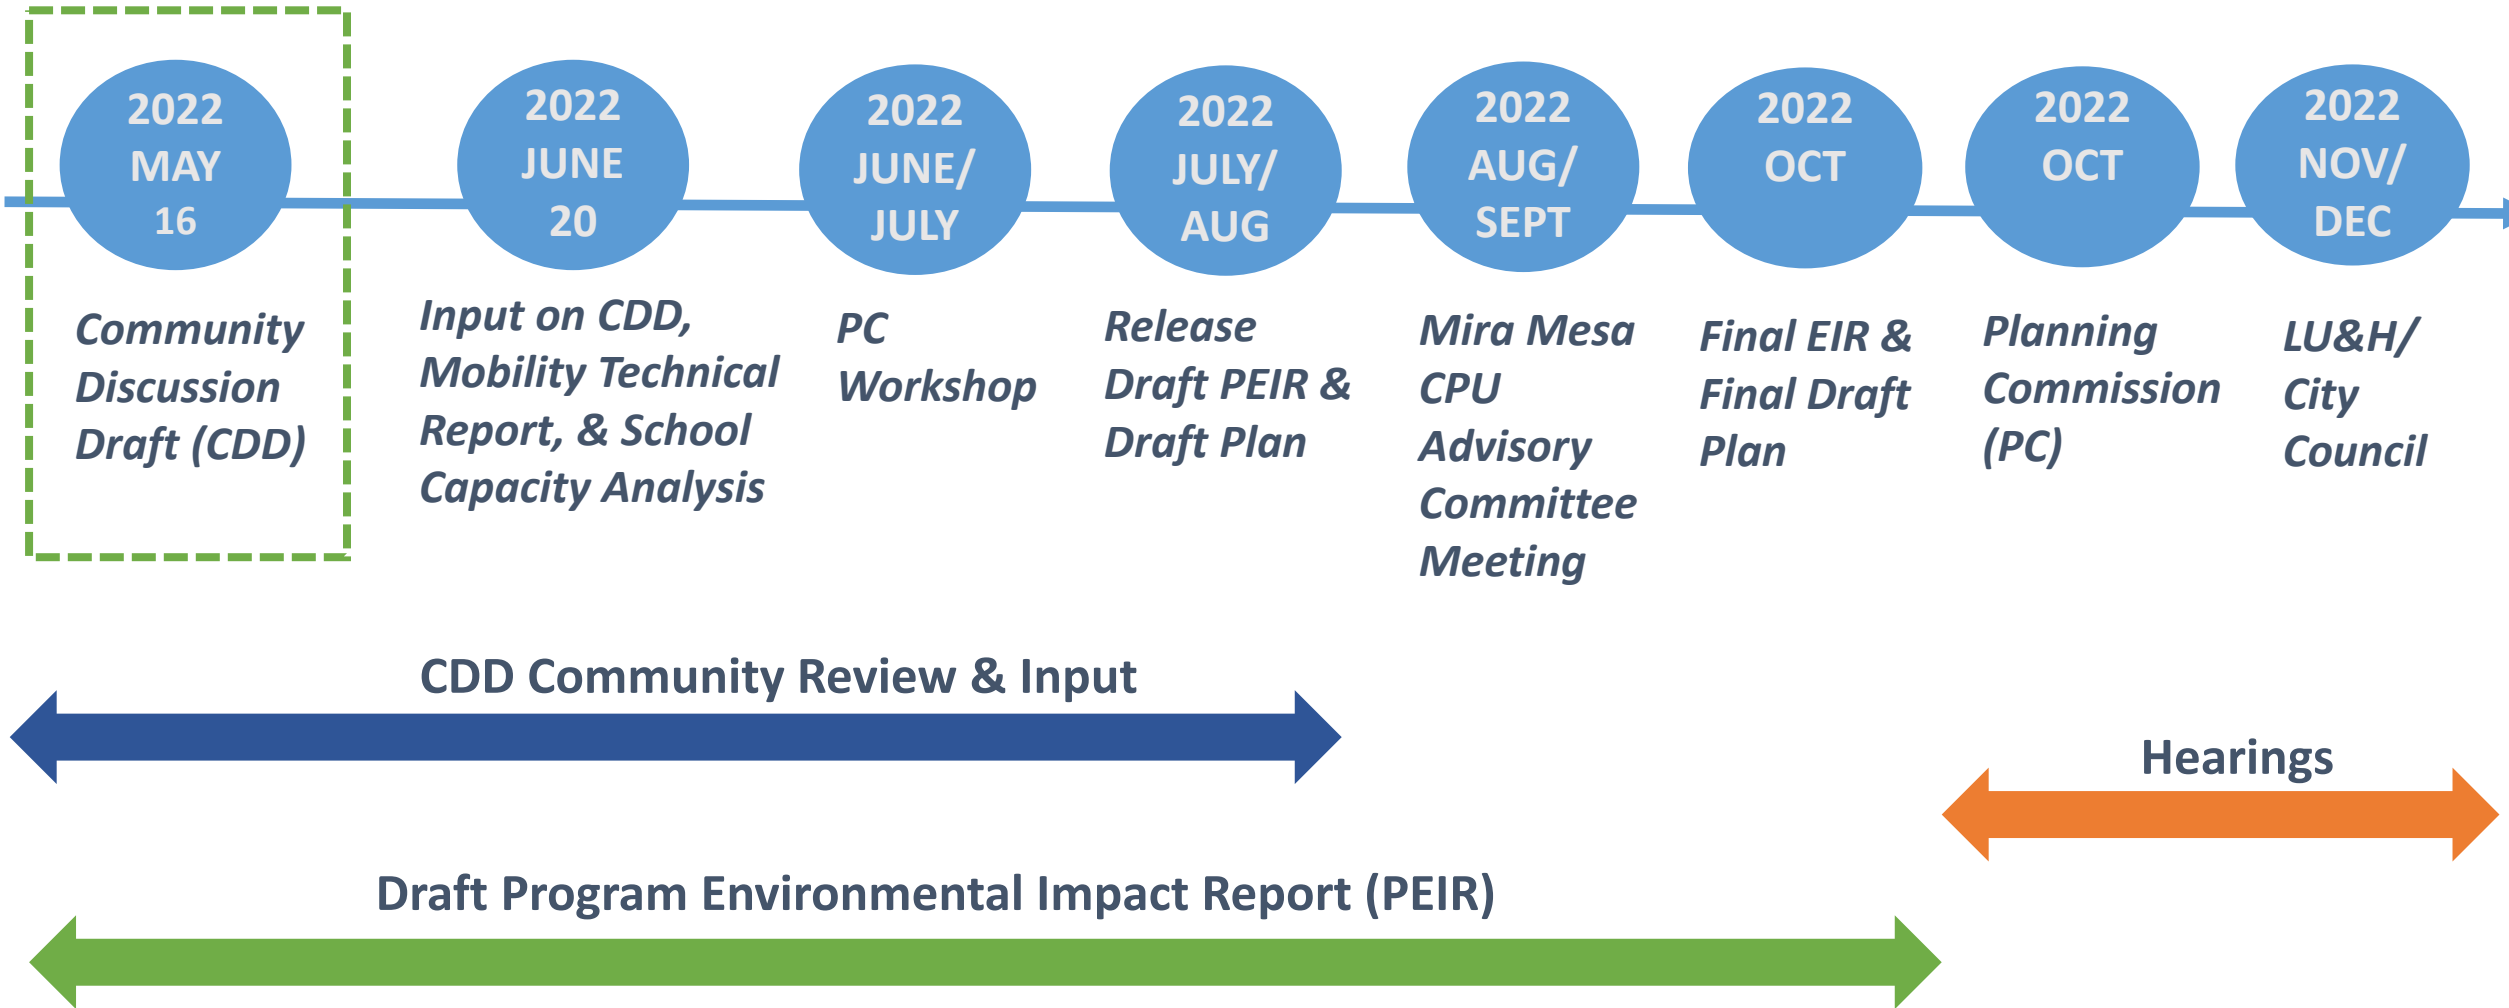 2022
MAY
16
Community
Discussion
Draft (CDD)
2022
JUNE
20
Input on CDD,
Mobility Technical
Report, & School
Capacity Analysis
2022
JUNE/
JULY
PC
Workshop
2022
JULY/
AUG
Release
Draft PEIR &
Draft Plan
2022
AUG/
SEPT
Mira Mesa
CPU
Advisory
Committee
Meeting
2022
OCT
Final EIR &
Final Draft
Plan
2022
OCT
Planning
Commission
(PC)
2022
NOV/
DEC
LU&H/
City
Council
CDD Community Review & Input
Hearings
Draft Program Environmental Impact Report (PEIR)